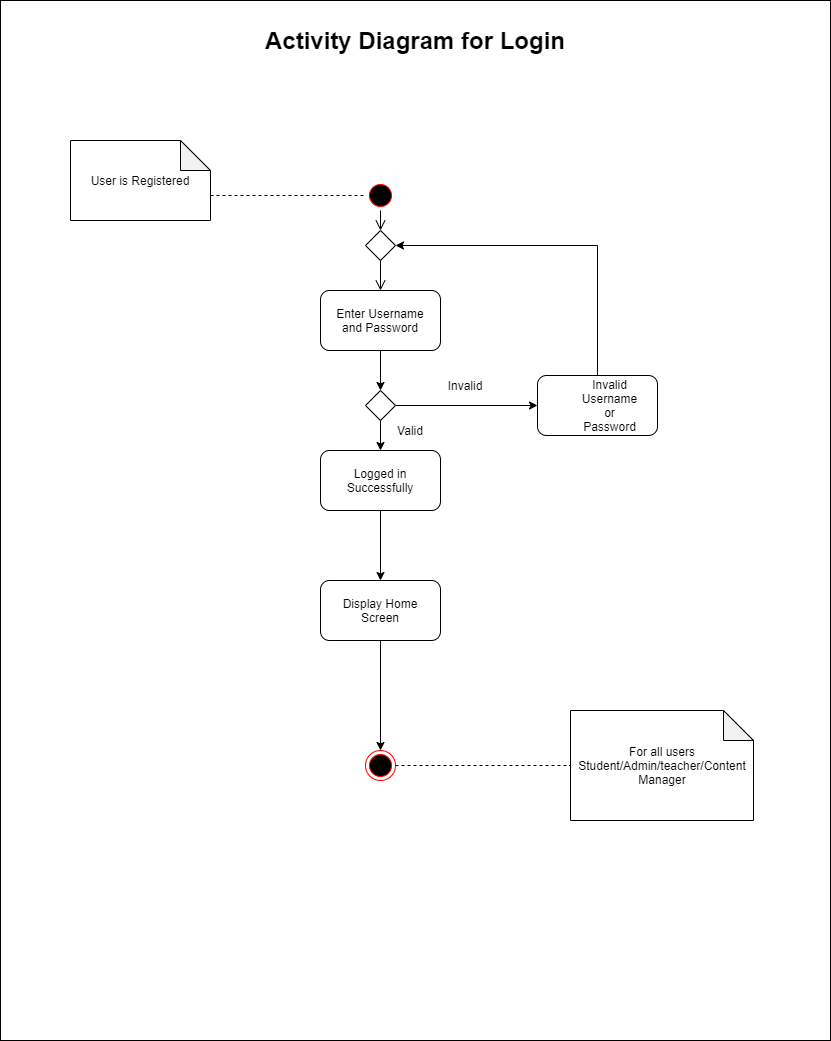 Activity Diagram for Login
User is Registered
Enter Username
and Password
Invalid
Invalid
Username
or
Password
Valid
Logged in
Successfully
Display Home
Screen
For all users
Student/Admin/teacher/Content
Manager